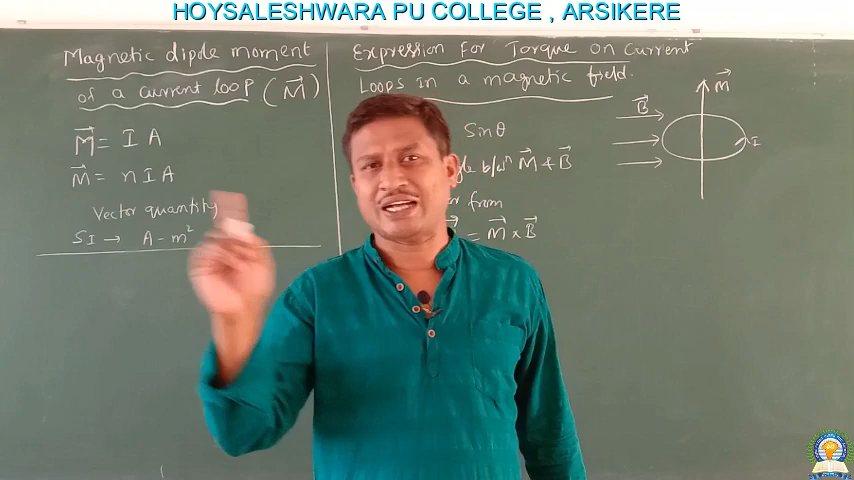 HOYSALESHWARA PU COLLEGE , ARSIKERE
Magnetic dipole moment
of a current loop (M⃗)
M⃗ = I A
M⃗ = n I A
Vector quantity
SI → A - m²
Expression For Torque on current
Loops in a magnetic field.
Sinθ
b/wⁿ M⃗ & B⃗
from
= M⃗ × B⃗
B⃗
M⃗
I